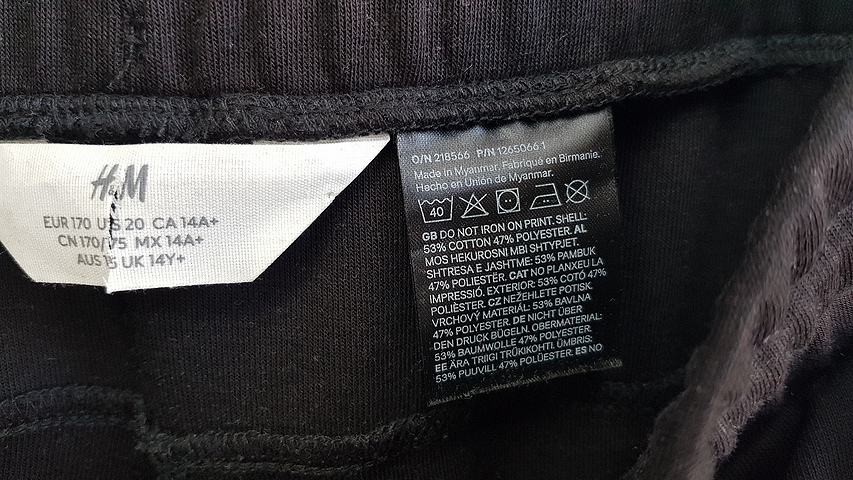 H&M
EUR 170 US 20 CA 14A+
CN 170/75 MX 14A+
AUS 15 UK 14Y+
O/N 218566 P/N 1265066.1
Made in Myanmar. Fabriqué en Birmanie.
Hecho en Unión de Myanmar.
40
GB DO NOT IRON ON PRINT. SHELL:
53% COTTON 47% POLYESTER. AL
MOS HEKUROSNI MBI SHTYPJET.
SHTRESA E JASHTME: 53% PAMBUK
47% POLIESTËR. CAT NO PLANXEU LA
IMPRESSIÓ. EXTERIOR: 53% COTÓ 47%
POLIÈSTER. CZ NEŽEHLETE POTISK.
VRCHOVÝ MATERIÁL: 53% BAVLNA
47% POLYESTER. DE NICHT ÜBER
DEN DRUCK BÜGELN. OBERMATERIAL:
53% BAUMWOLLE 47% POLYESTER.
EE ÄRA TRIIGI TRÜKIKOHTI. ÜMBRIS:
53% PUUVILL 47% POLÜESTER. ES NO